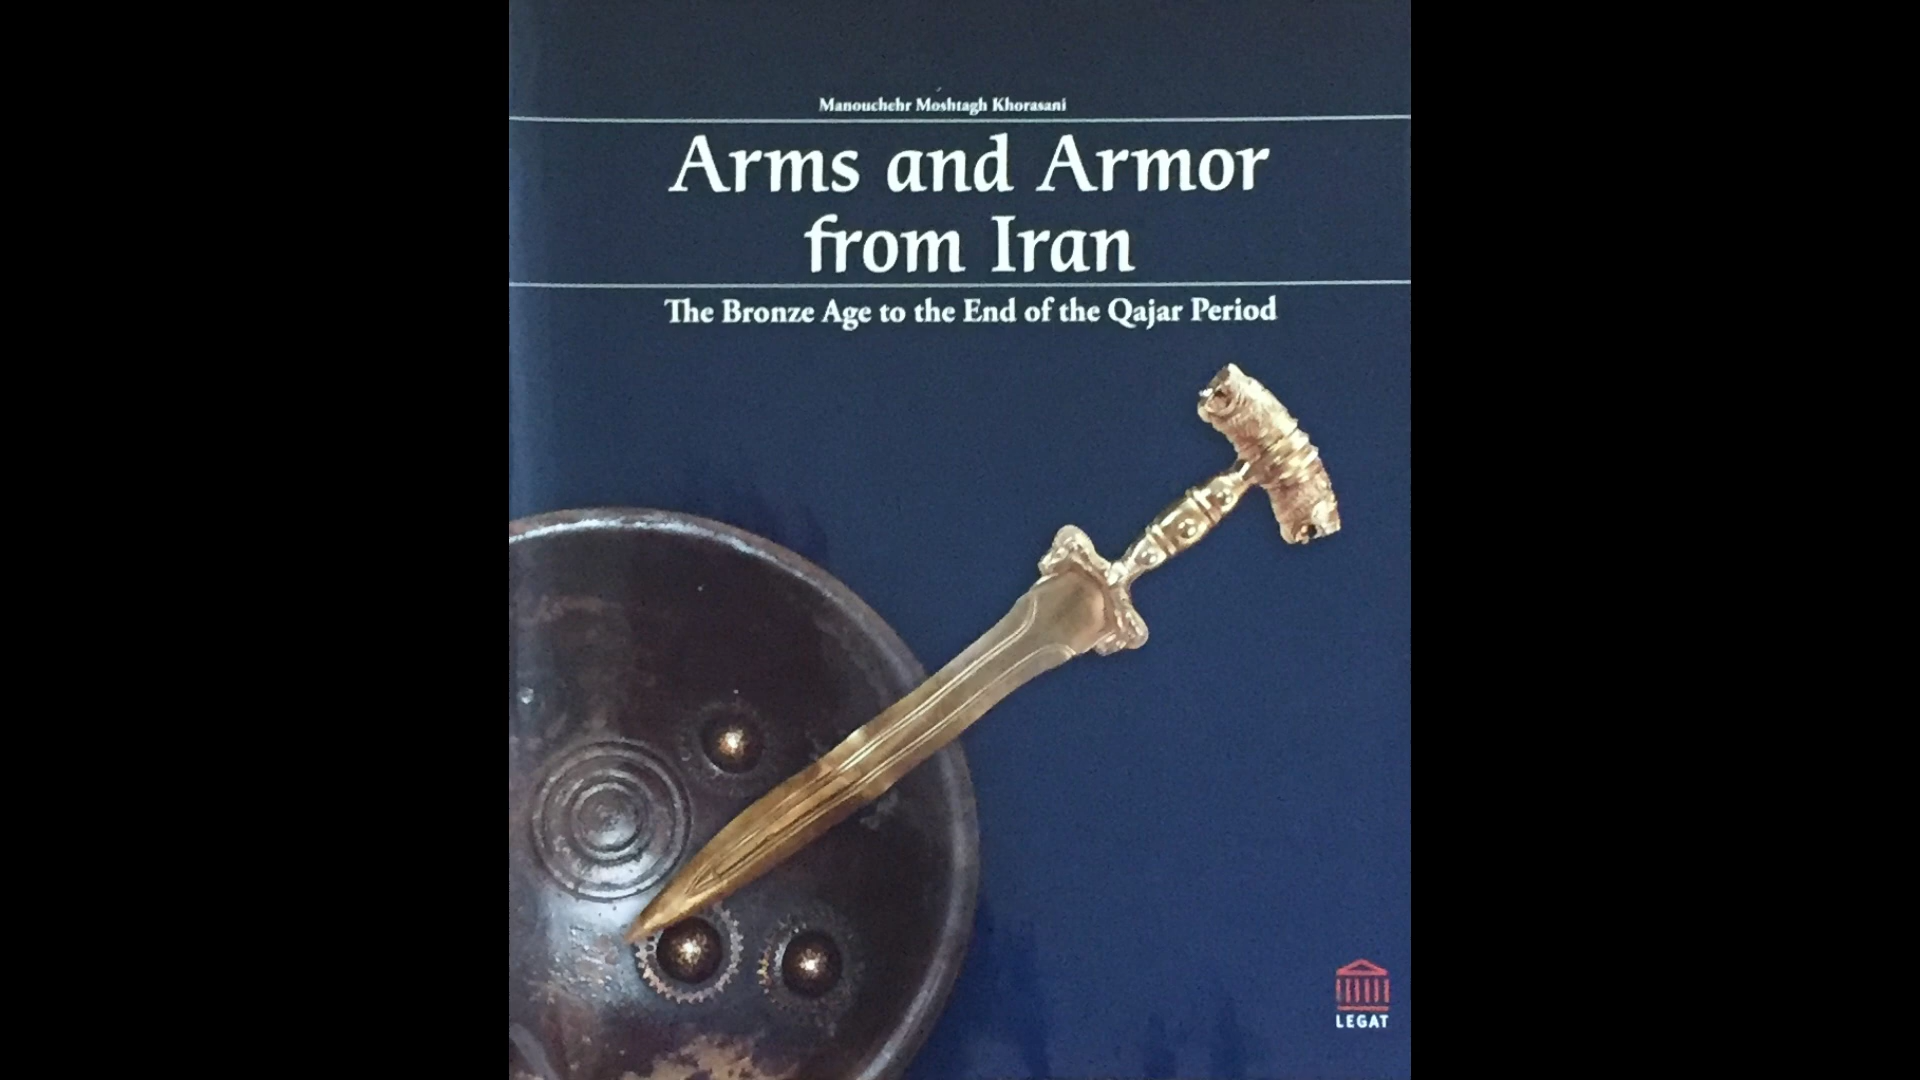 Manouchehr Moshtagh Khorasani
Arms and Armor
from Iran
The Bronze Age to the End of the Qajar Period
LEGAT